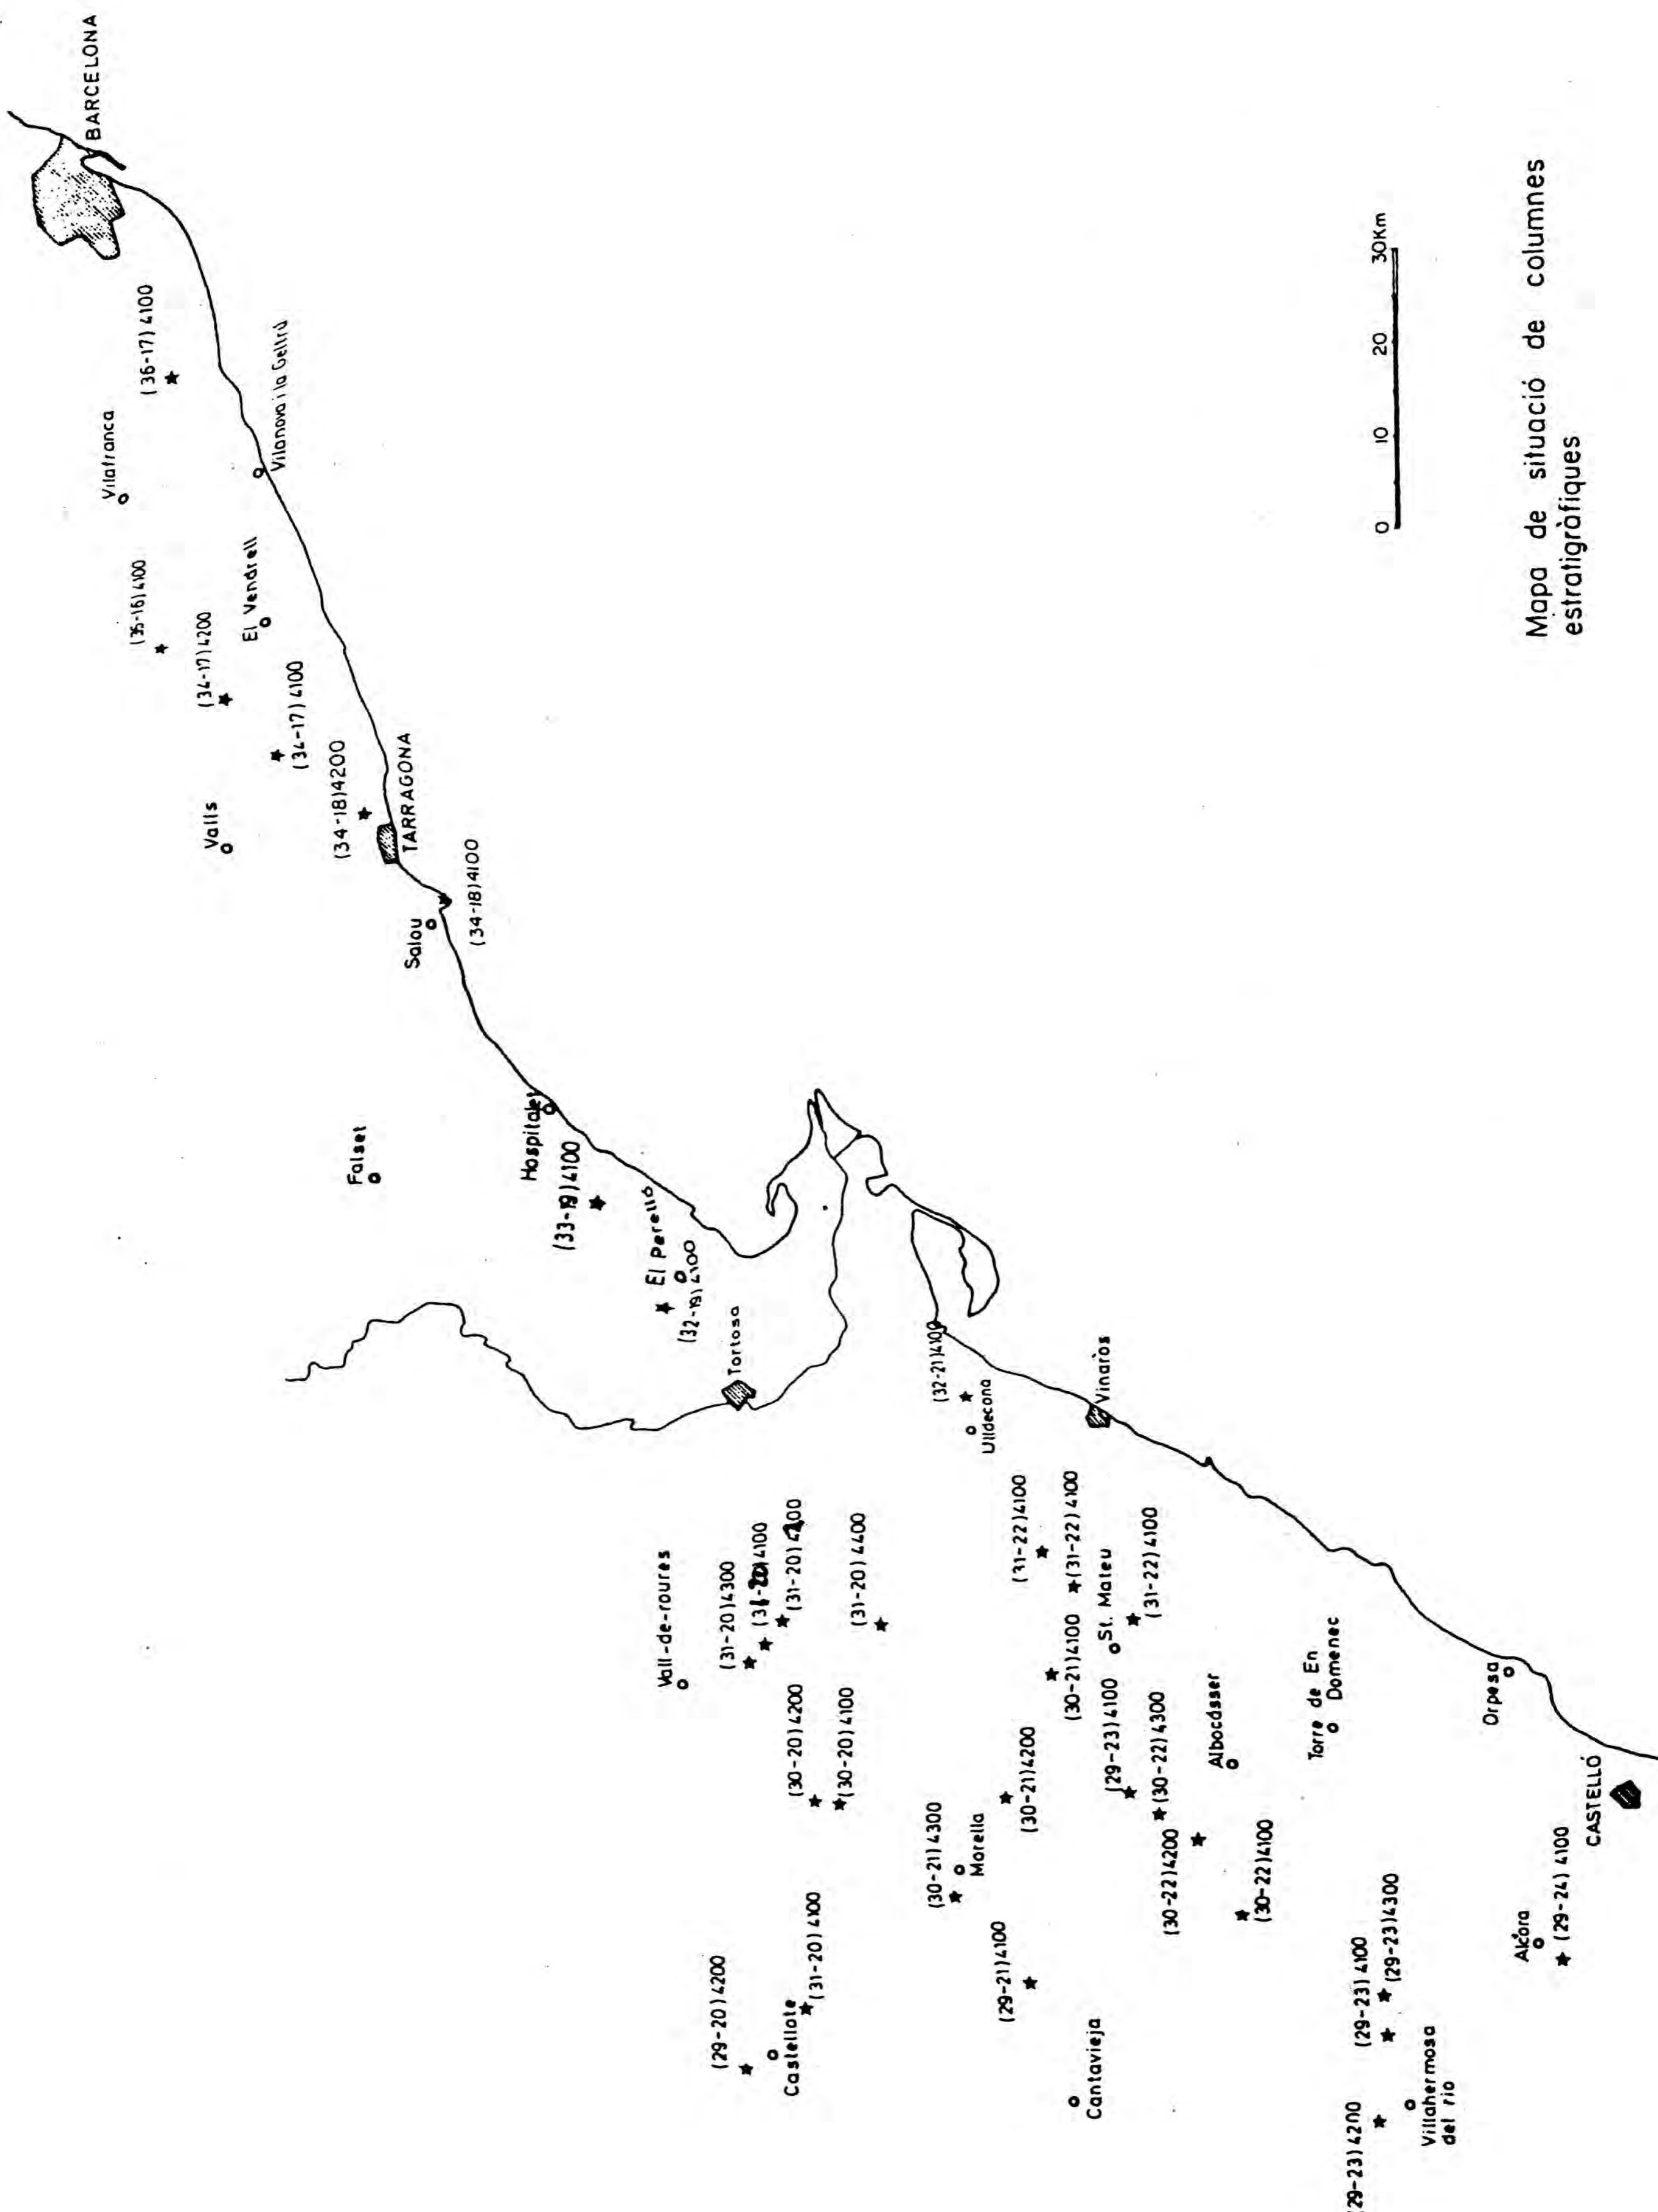 BARCELONA
(36-17) 4100
Vilafranca
Vilanova i la Geltrú
(35-16) 4100
El Vendrell
(34-17) 4200
(34-17) 4100
Valls
(34-18) 4200
TARRAGONA
Salou
(34-18) 4100
Falset
Hospitalet
(33-19) 4100
El Perelló
(32-19) 4100
Tortosa
(32-21) 4100
Ulldecona
Vinaròs
Vall-de-roures
(31-20) 4300
4100
(31-20)
(31-20) 4400
(31-22) 4100
(31-22) 4100
St. Mateu
(31-22) 4100
(30-20) 4200
(30-20) 4100
(30-21) 4100
(30-21) 4200
(29-23) 4100
(30-22) 4300
Albocásser
Torre de En
Domenec
Orpesa
(30-21) 4300
Morella
(30-22) 4200
(30-22) 4100
CASTELLÓ
(29-20) 4200
Castellote
(31-20) 4100
(29-21) 4100
Cantavieja
(29-23) 4100
(29-23) 4300
Alcora
(29-24) 4100
(29-23) 4200
Villahermosa
del rio
0 10 20 30Km
Mapa de situació de columnes
estratigràfiques